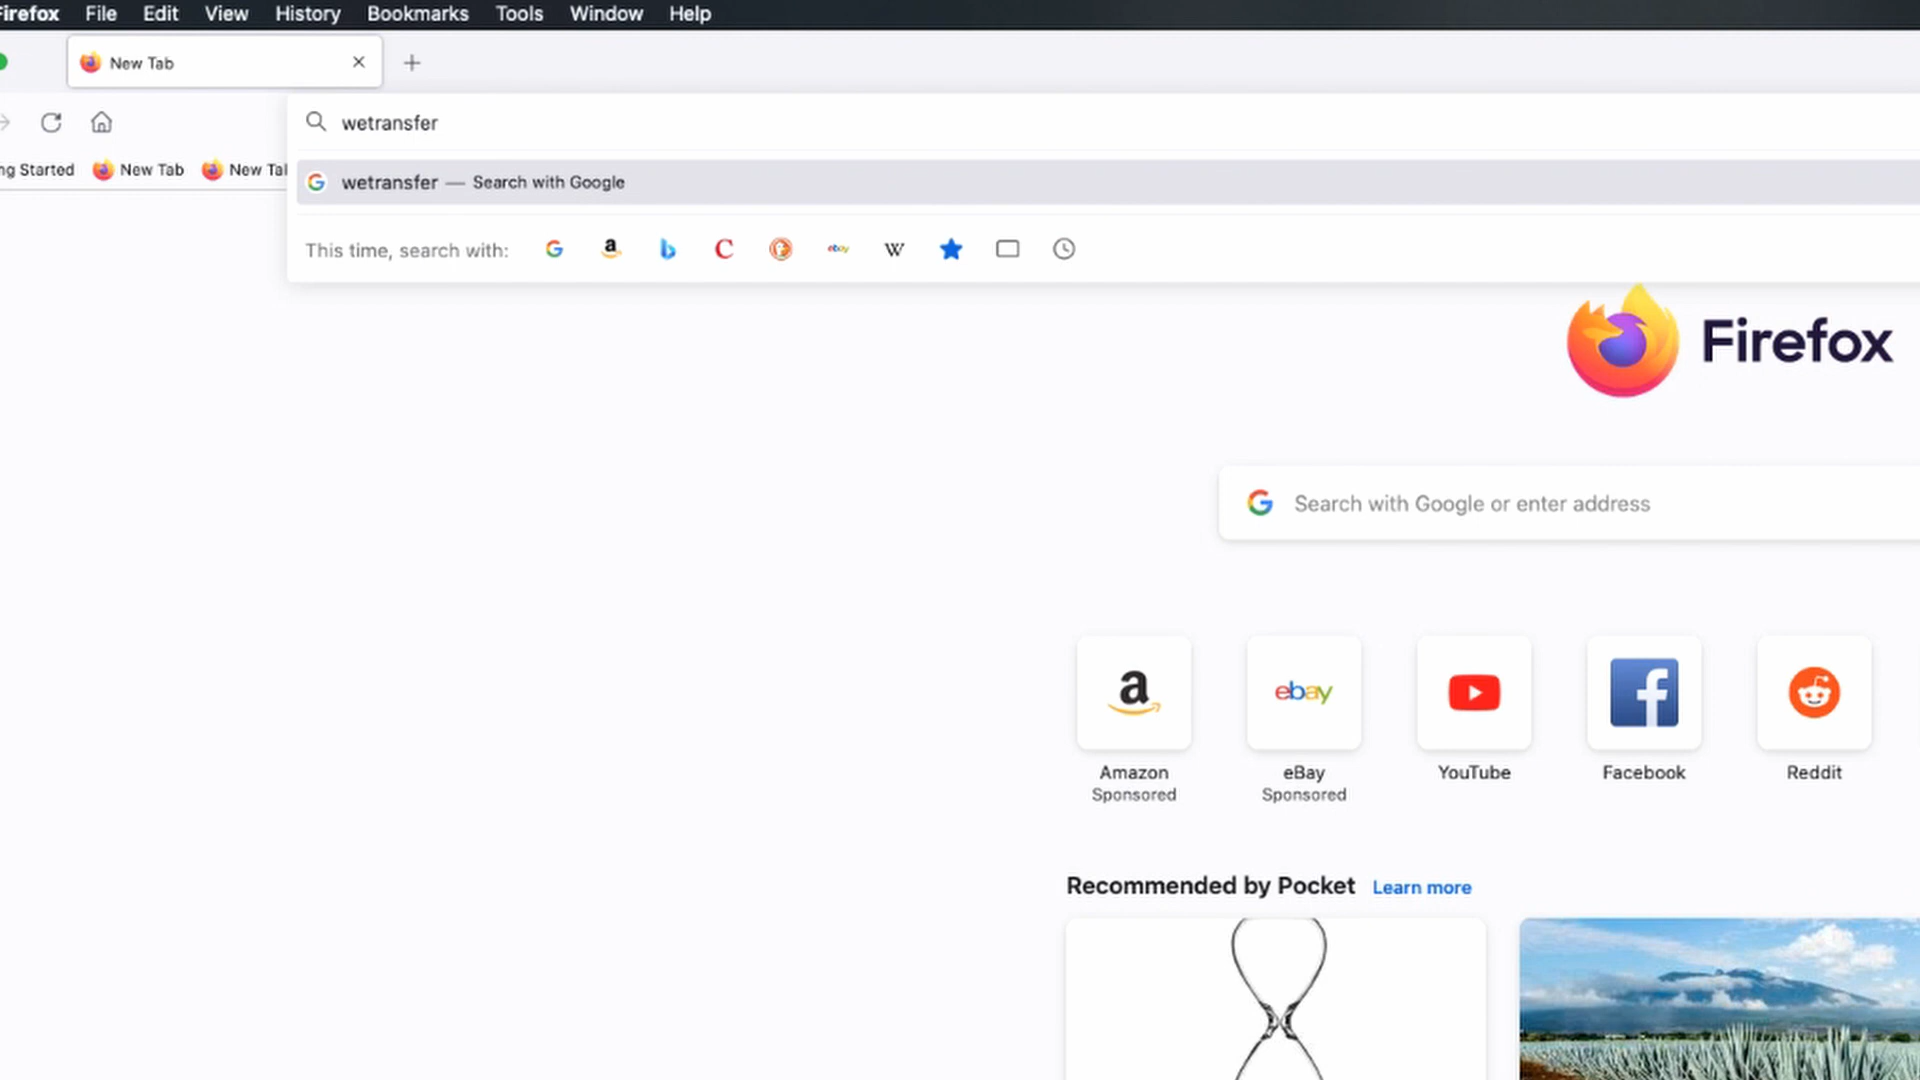 Firefox File Edit View History Bookmarks Tools Window Help
New Tab
wetransfer
ng Started New Tab New Tal
wetransfer — Search with Google
This time, search with: ebay W
Firefox
Search with Google or enter address
a ebay
Amazon eBay YouTube Facebook Reddit
Sponsored Sponsored
Recommended by Pocket Learn more